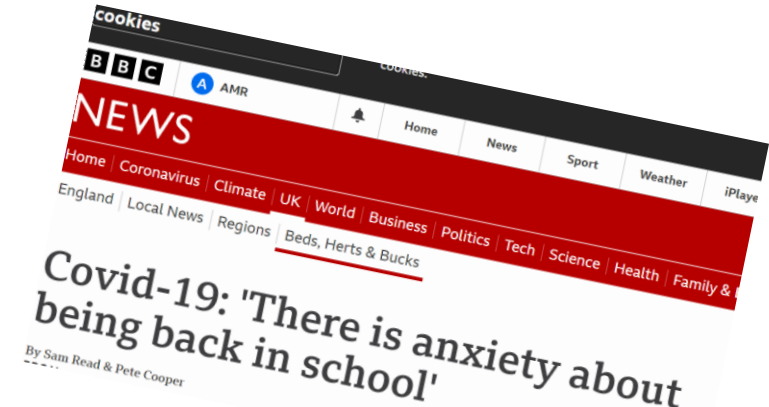 cookies
cookies.
BBC
A AMR
Home News Sport Weather iPlaye
NEWS
Home Coronavirus Climate UK World Business Politics Tech Science Health Family &
England Local News Regions Beds, Herts & Bucks
Covid-19: 'There is anxiety about
being back in school'
By Sam Read & Pete Cooper